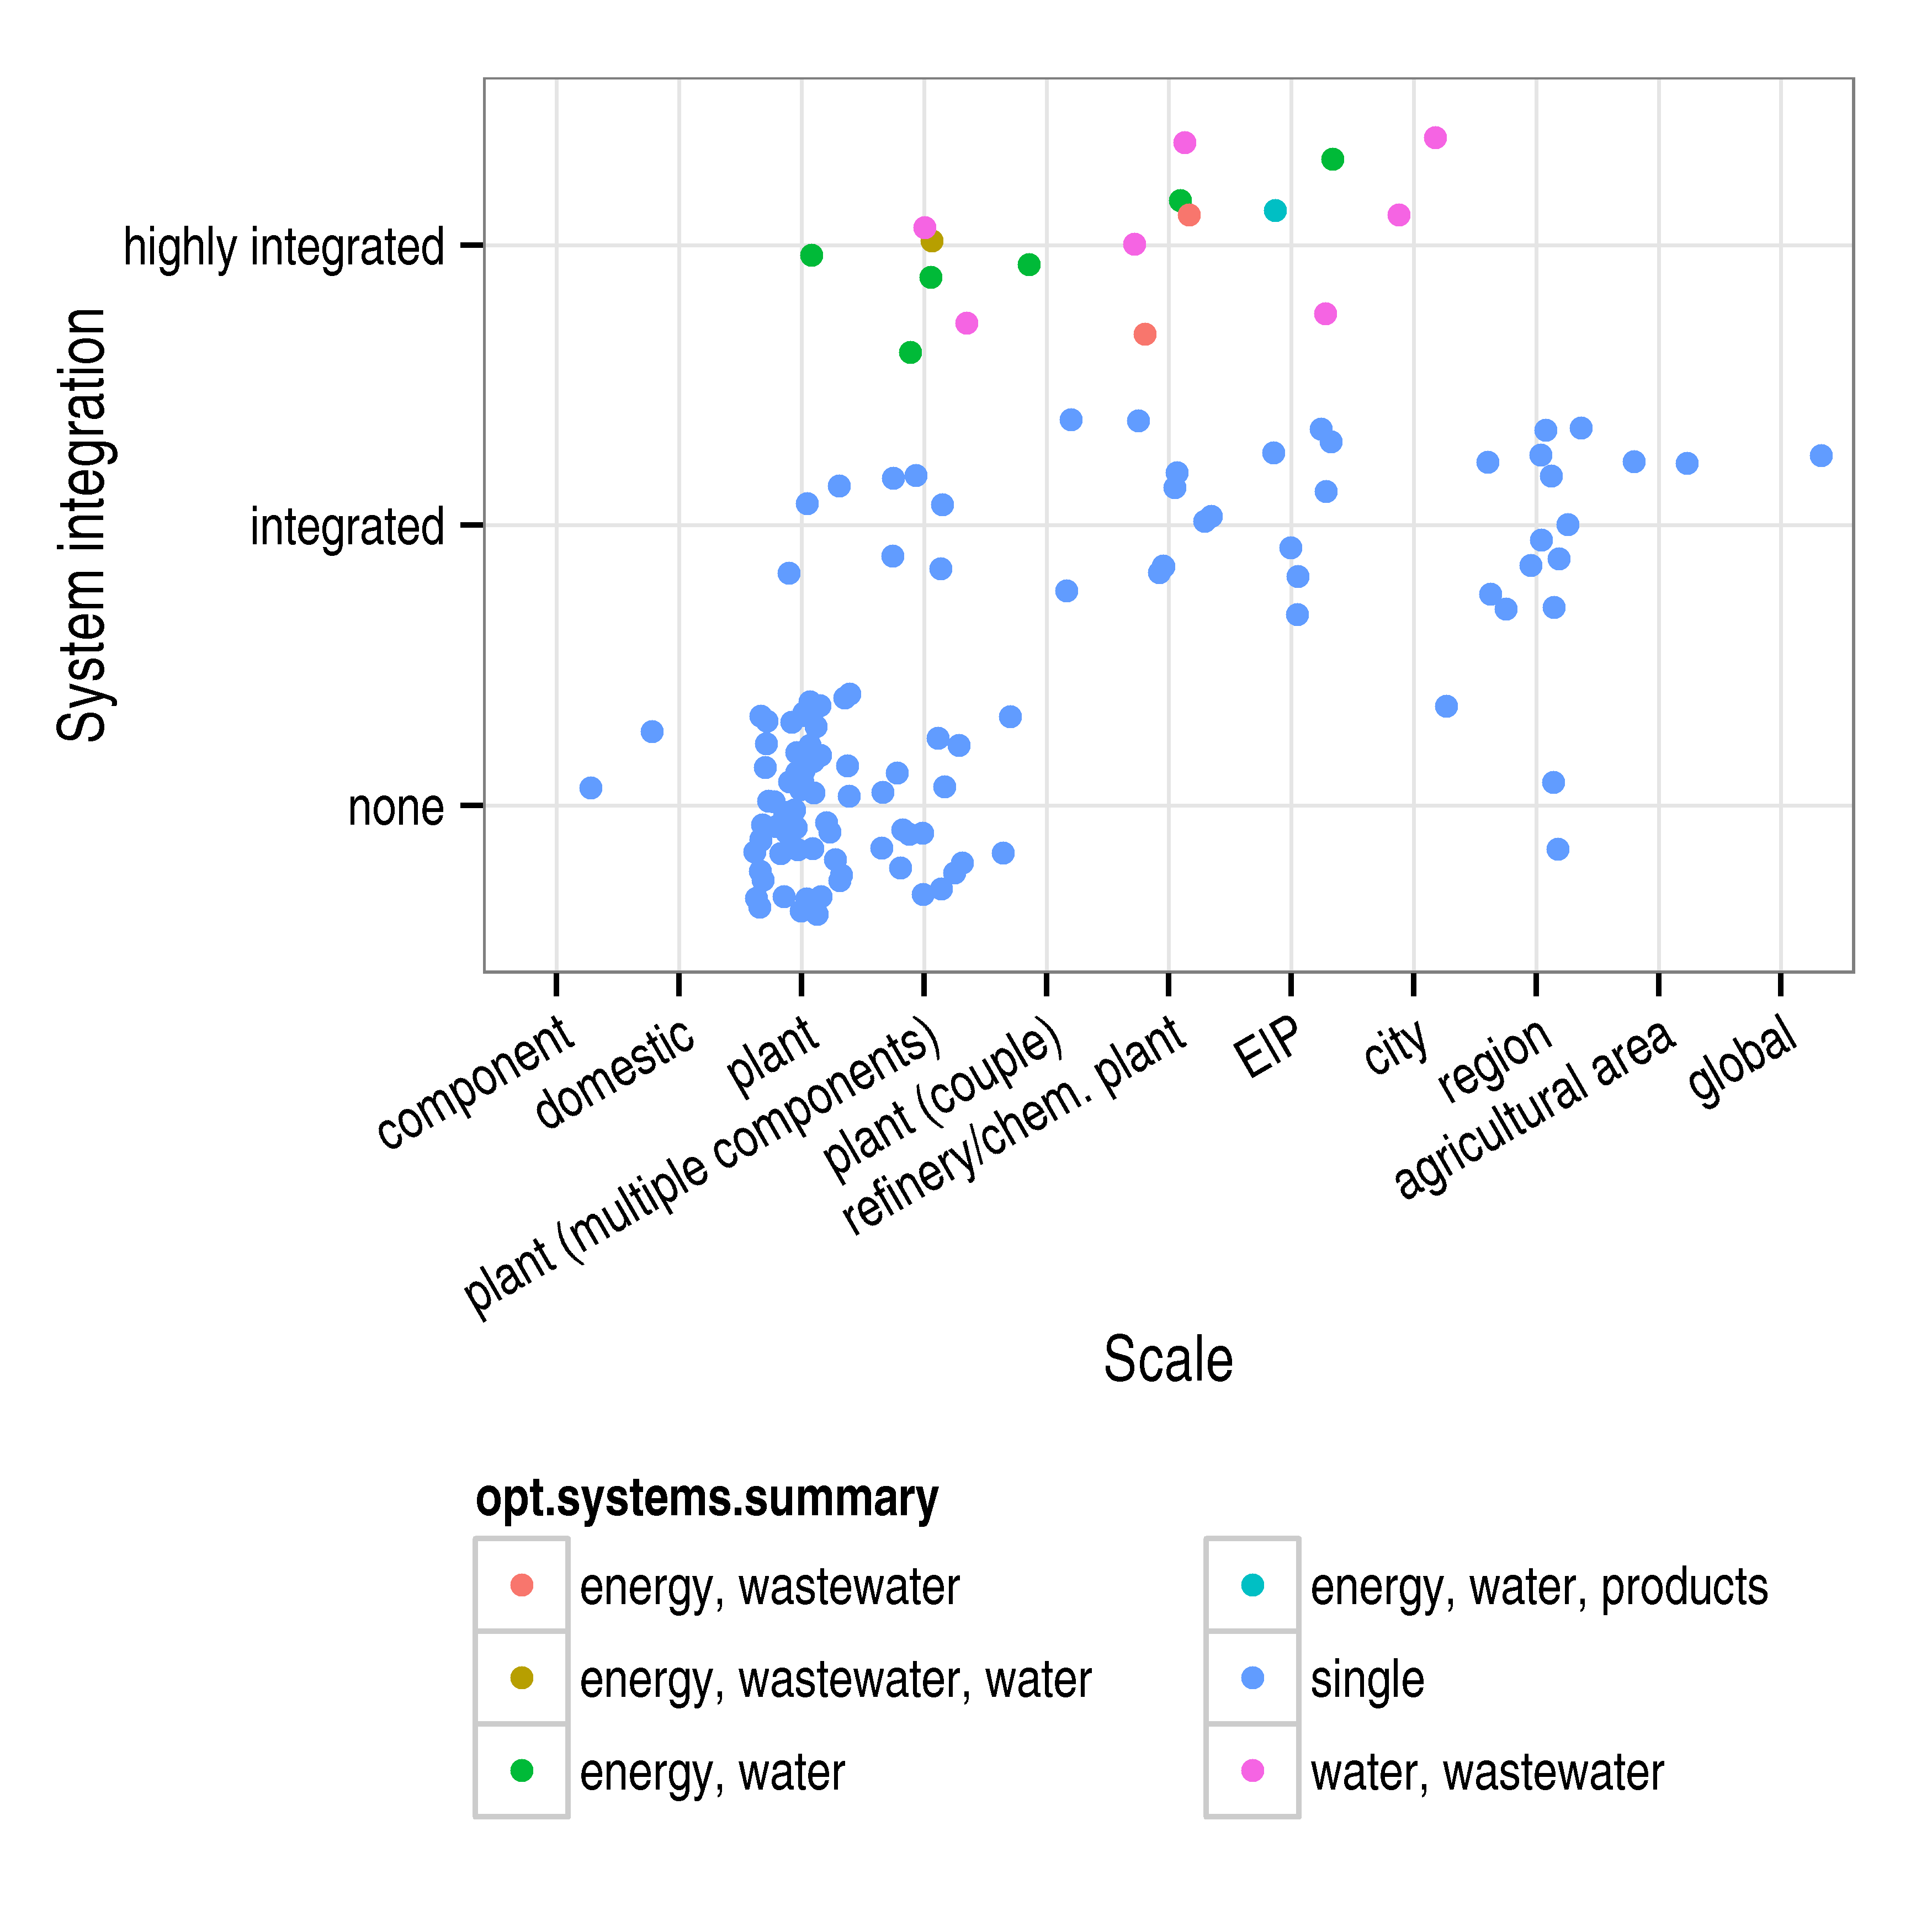 System integration
highly integrated
integrated
none
component
domestic
plant
plant (multiple components)
plant (couple)
refinery/chem. plant
EIP
city
region
agricultural area
global
Scale
opt.systems.summary
energy, wastewater
energy, wastewater, water
energy, water
energy, water, products
single
water, wastewater